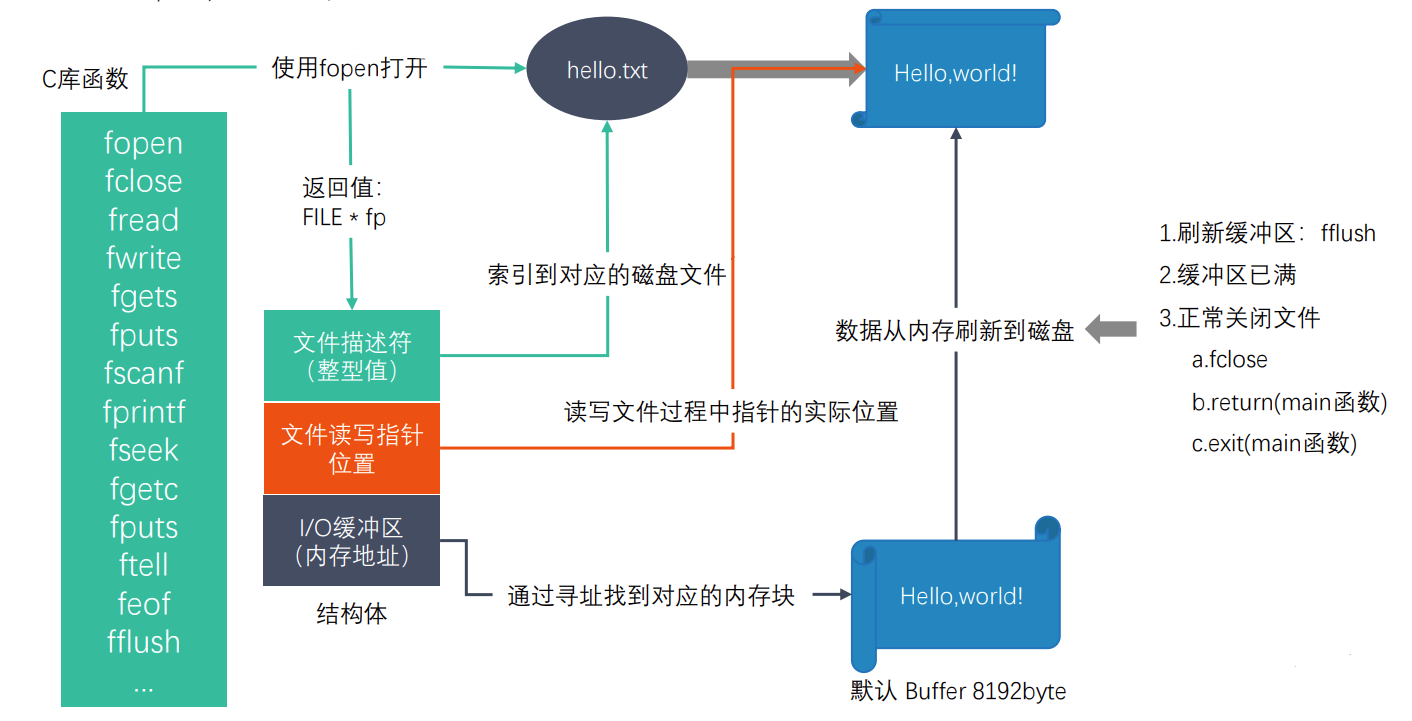 C库函数
fopen
fclose
fread
fwrite
fgets
fputs
fscanf
fprintf
fseek
fgetc
fputs
ftell
feof
fflush
...
使用fopen打开
返回值：
FILE * fp
文件描述符
（整型值）
文件读写指针
位置
I/O缓冲区
（内存地址）
结构体
hello.txt
索引到对应的磁盘文件
读写文件过程中指针的实际位置
通过寻址找到对应的内存块
Hello,world!
数据从内存刷新到磁盘
Hello,world!
默认 Buffer 8192byte
1.刷新缓冲区：fflush
2.缓冲区已满
3.正常关闭文件
a.fclose
b.return(main函数)
c.exit(main函数)